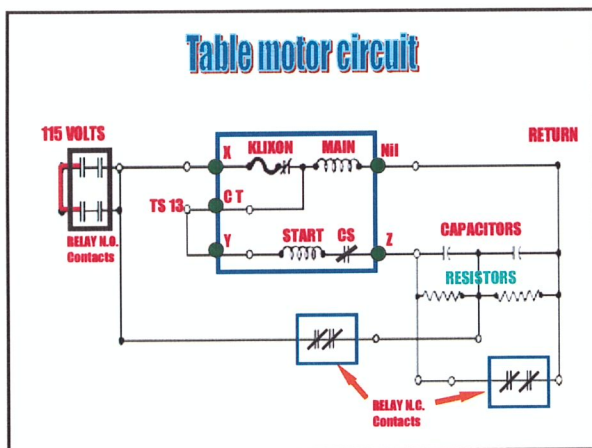 Table motor circuit
115 VOLTS
RELAY N.O.
Contacts
X
KLIXON
MAIN
Nil
RETURN
TS 13
C T
Y
START
CS
Z
CAPACITORS
RESISTORS
RELAY N.C.
Contacts